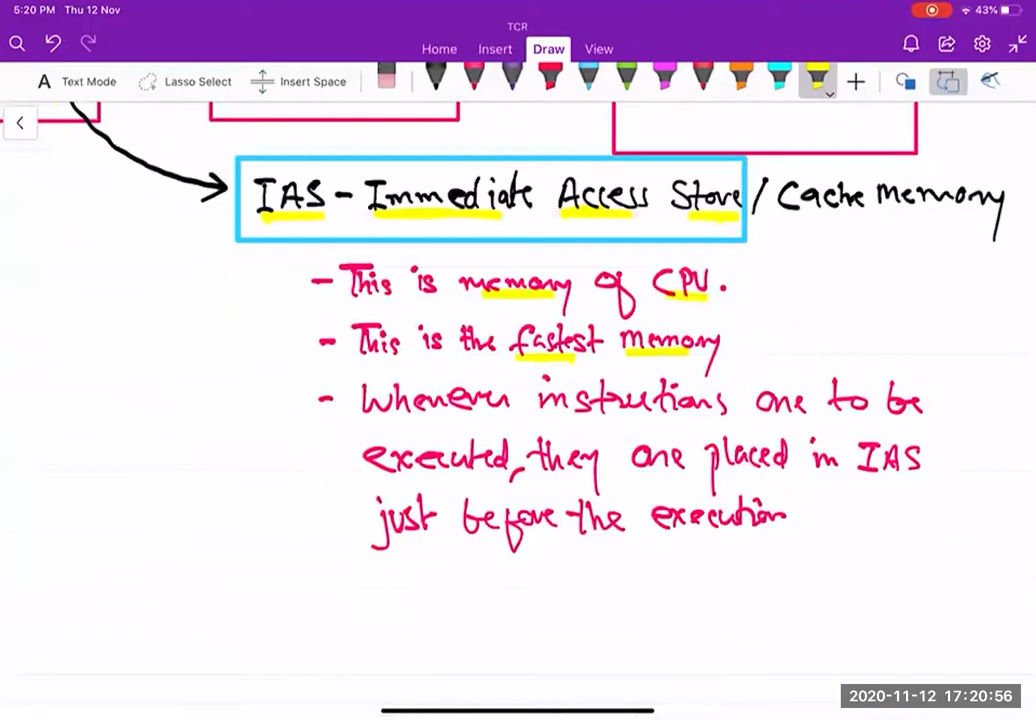 5:20 PM Thu 12 Nov
43%
TCR
Home Insert Draw View
A Text Mode Lasso Select Insert Space
IAS - Immediate Access Store / Cache memory
- This is memory of CPU.
- This is the fastest memory
- Whenever instructions are to be
executed, they are placed in IAS
just before the execution
2020-11-12 17:20:56